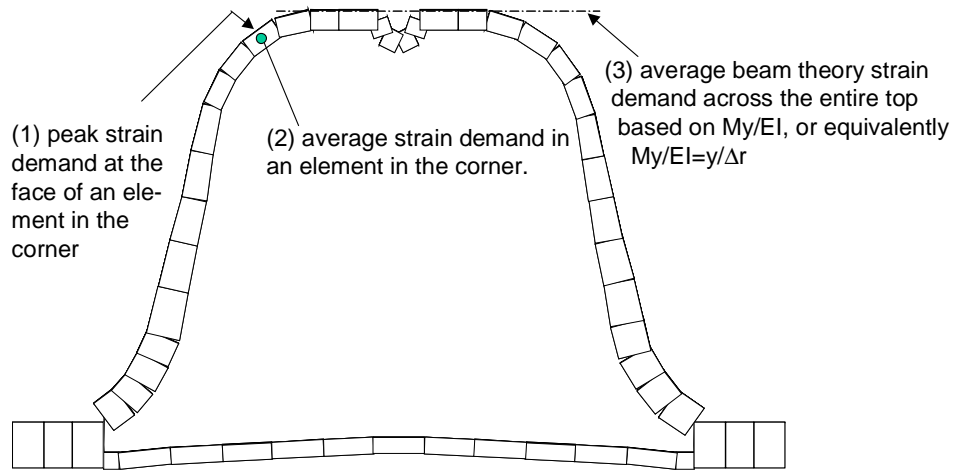 (1) peak strain
demand at the
face of an ele-
ment in the
corner
(2) average strain demand in
an element in the corner.
(3) average beam theory strain
demand across the entire top
based on My/EI, or equivalently
My/EI=y/Δr